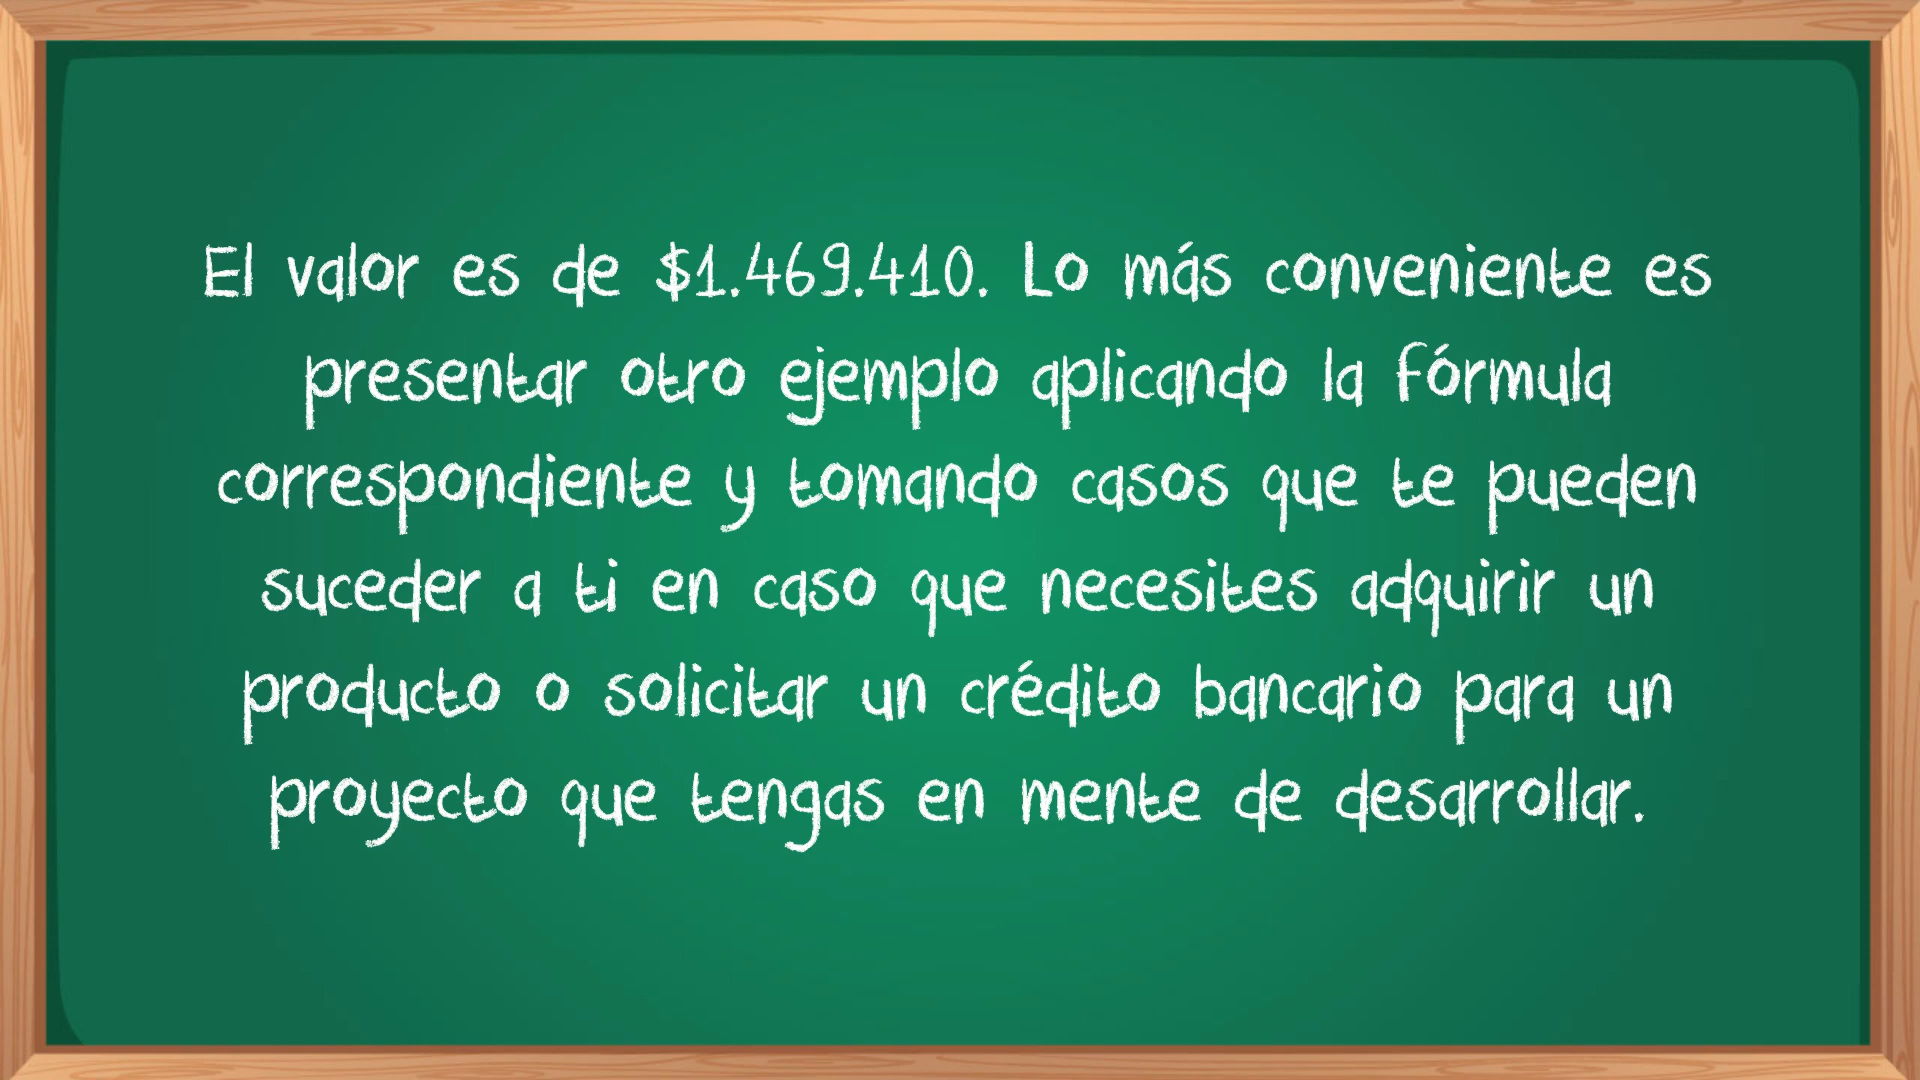 El valor es de $1.469.410. Lo más conveniente es
presentar otro ejemplo aplicando la fórmula
correspondiente y tomando casos que te pueden
suceder a ti en caso que necesites adquirir un
producto o solicitar un crédito bancario para un
proyecto que tengas en mente de desarrollar.